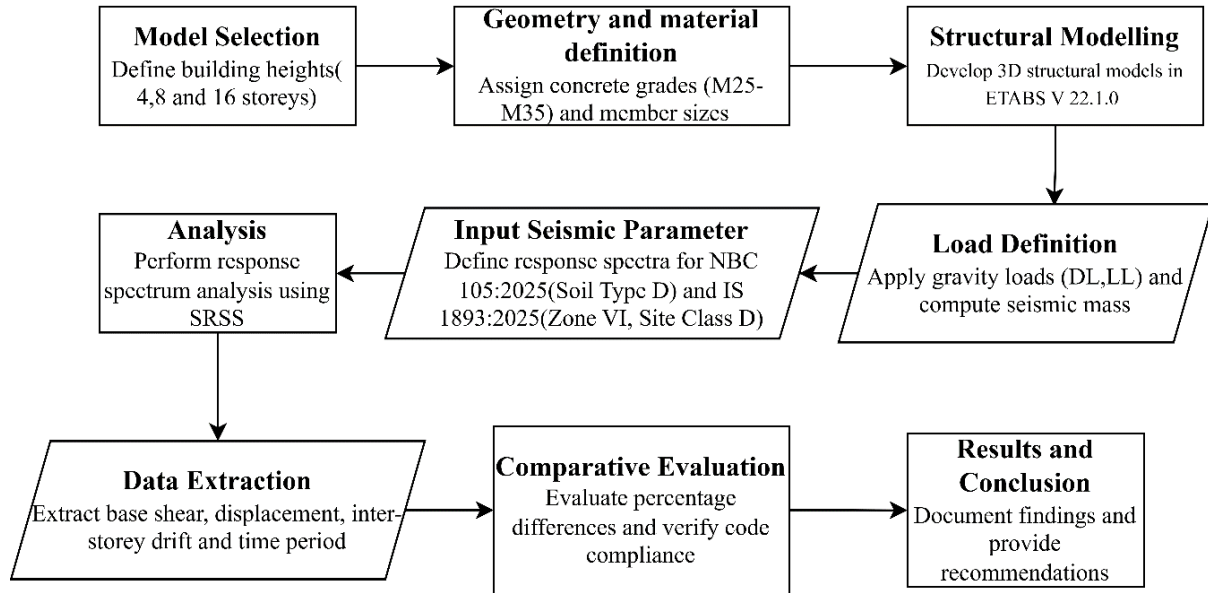 Model Selection
Define building heights(
4,8 and 16 storeys)
Geometry and material
definition
Assign concrete grades (M25-
M35) and member sizes
Structural Modelling
Develop 3D structural models in
ETABS V 22.1.0
Load Definition
Apply gravity loads (DL,LL) and
compute seismic mass
Input Seismic Parameter
Define response spectra for NBC
105:2025(Soil Type D) and IS
1893:2025(Zone VI, Site Class D)
Analysis
Perform response
spectrum analysis using
SRSS
Data Extraction
Extract base shear, displacement, inter-
storey drift and time period
Comparative Evaluation
Evaluate percentage
differences and verify code
compliance
Results and
Conclusion
Document findings and
provide
recommendations